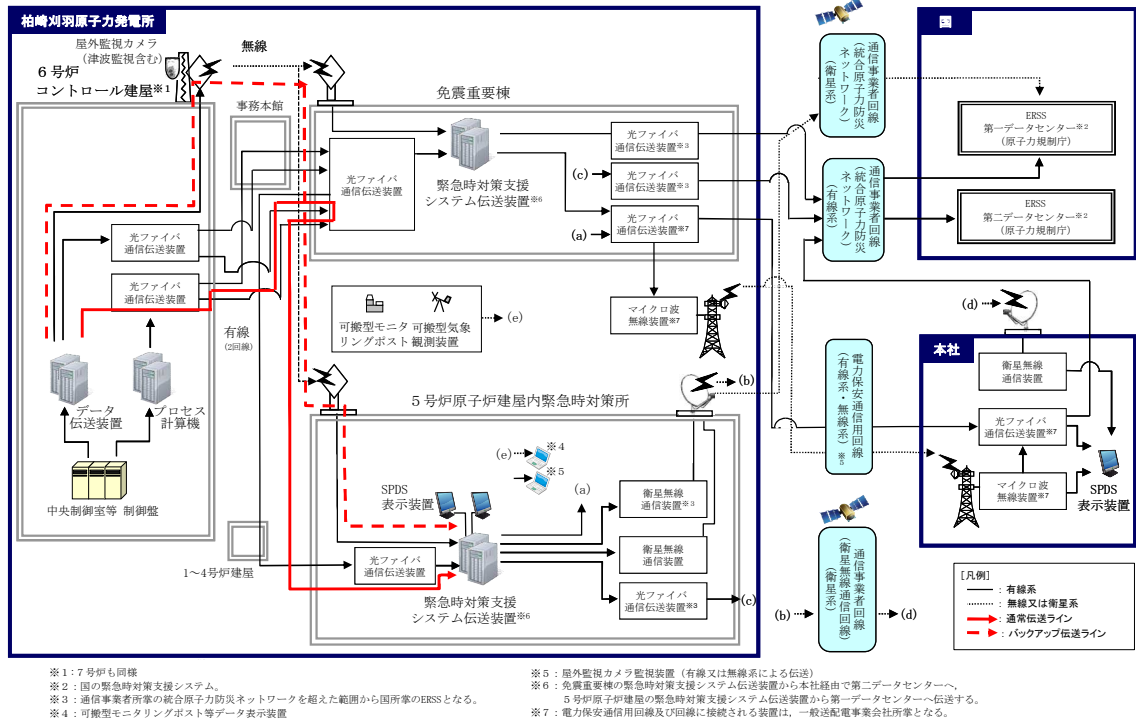 柏崎刈羽原子力発電所
屋外監視カメラ
(津波監視含む)
無線
6号炉
コントロール建屋※1
事務本館
免震重要棟
光ファイバ
通信伝送装置
光ファイバ
通信伝送装置
光ファイバ
通信伝送装置
緊急時対策支援
システム伝送装置※6
光ファイバ
通信伝送装置※3
(c)
光ファイバ
通信伝送装置※3
(a)
光ファイバ
通信伝送装置※7
マイクロ波
無線装置※7
有線
(2回線)
可搬型モニタ
リングポスト
可搬型気象
観測装置
(e)
データ
伝送装置
プロセス
計算機
中央制御室等 制御盤
1~4号炉建屋
5号炉原子炉建屋内緊急時対策所
(b)
(e)
※4
※5
SPDS
表示装置
(a)
光ファイバ
通信伝送装置
緊急時対策支援
システム伝送装置※6
衛星無線
通信装置※3
衛星無線
通信装置
光ファイバ
通信伝送装置※3
(c)
通信事業者回線
(統合原子力防災
ネットワーク)
(衛星系)
通信事業者回線
(統合原子力防災
ネットワーク)
(有線系)
電力保安通信用回線
(有線系・無線系)※5
通信事業者回線
(衛星無線通信回線)
(衛星系)
(b)
(d)
国
ERSS
第一データセンター※2
(原子力規制庁)
ERSS
第二データセンター※2
(原子力規制庁)
(d)
本社
衛星無線
通信装置
光ファイバ
通信伝送装置※7
マイクロ波
無線装置※7
SPDS
表示装置
[凡例]
:有線系
:無線又は衛星系
:通常伝送ライン
:バックアップ伝送ライン
※1:7号炉も同様
※2:国の緊急時対策支援システム。
※3:通信事業者所掌の統合原子力防災ネットワークを超えた範囲から国所掌のERSSとなる。
※4:可搬型モニタリングポスト等データ表示装置
※5:屋外監視カメラ監視装置(有線又は無線系による伝送)
※6:免震重要棟の緊急時対策支援システム伝送装置から本社経由で第二データセンターへ,
5号炉原子炉建屋の緊急時対策支援システム伝送装置から第一データセンターへ伝送する。
※7:電力保安通信用回線及び回線に接続される装置は,一般送配電事業会社所掌となる。